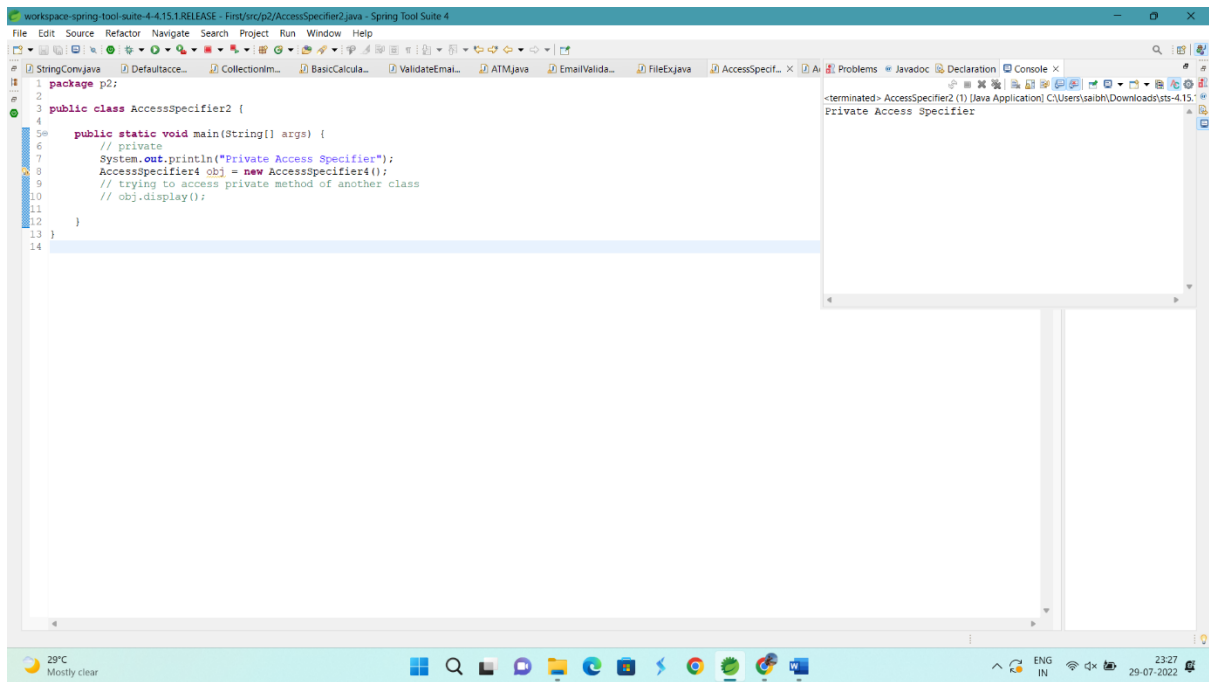 workspace-spring-tool-suite-4-4.15.1.RELEASE - First/src/p2/AccessSpecifier2.java - Spring Tool Suite 4
File Edit Source Refactor Navigate Search Project Run Window Help
StringConv.java Defaultacce... CollectionIm... BasicCalcula... ValidateEmai... ATM.java EmailValida... FileEx.java AccessSpecif... Ac
1 package p2;
2
3 public class AccessSpecifier2 {
4
5 public static void main(String[] args) {
6 // private
7 System.out.println("Private Access Specifier");
8 AccessSpecifier4 obj = new AccessSpecifier4();
9 // trying to access private method of another class
10 // obj.display();
11
12 }
13 }
14
Problems Javadoc Declaration Console
<terminated> AccessSpecifier2 (1) [Java Application] C:\Users\saibh\Downloads\sts-4.15.
Private Access Specifier
29°C
Mostly clear
ENG
IN
23:27
29-07-2022